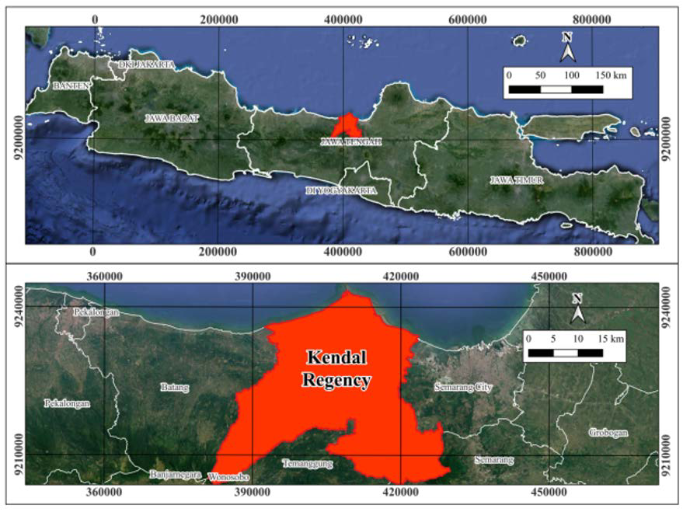 0 200000 400000 600000 800000
N
0 50 100 150 km
DKI JAKARTA
BANTEN
JAWA BARAT
JAWA TENGAH
DI YOGYAKARTA
JAWA TIMUR
9200000
9200000
0 200000 400000 600000 800000
360000 390000 420000 450000
9240000
9240000
N
0 5 10 15 km
Pekalongan
Kendal
Regency
Batang
Semarang City
Pekalongan
Grobogan
Banjarnegara
Wonosobo
Temanggung
Semarang
9210000
9210000
360000 390000 420000 450000